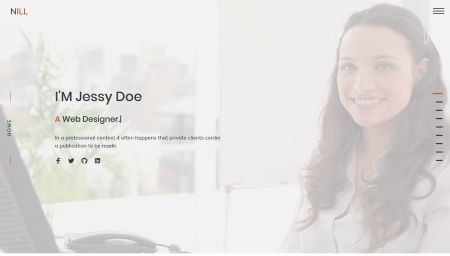 NILL
I'M Jessy Doe
A Web Designer.
HOME
In a professional context it often happens that private clients corder
a publication to be made.